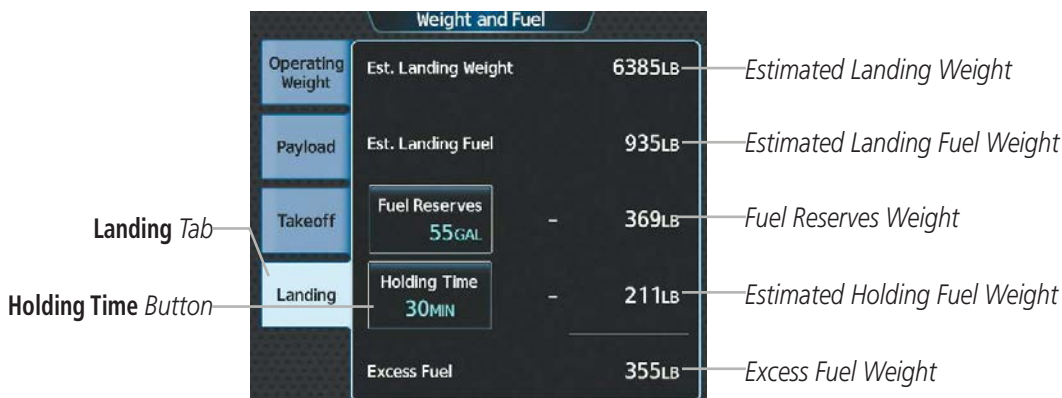 Weight and Fuel
Operating
Weight
Est. Landing Weight 6385LB Estimated Landing Weight
Payload
Est. Landing Fuel 935LB Estimated Landing Fuel Weight
Landing Tab
Takeoff
Fuel Reserves
55GAL
– 369LB Fuel Reserves Weight
Holding Time Button
Landing
Holding Time
30MIN
– 211LB Estimated Holding Fuel Weight
Excess Fuel 355LB Excess Fuel Weight